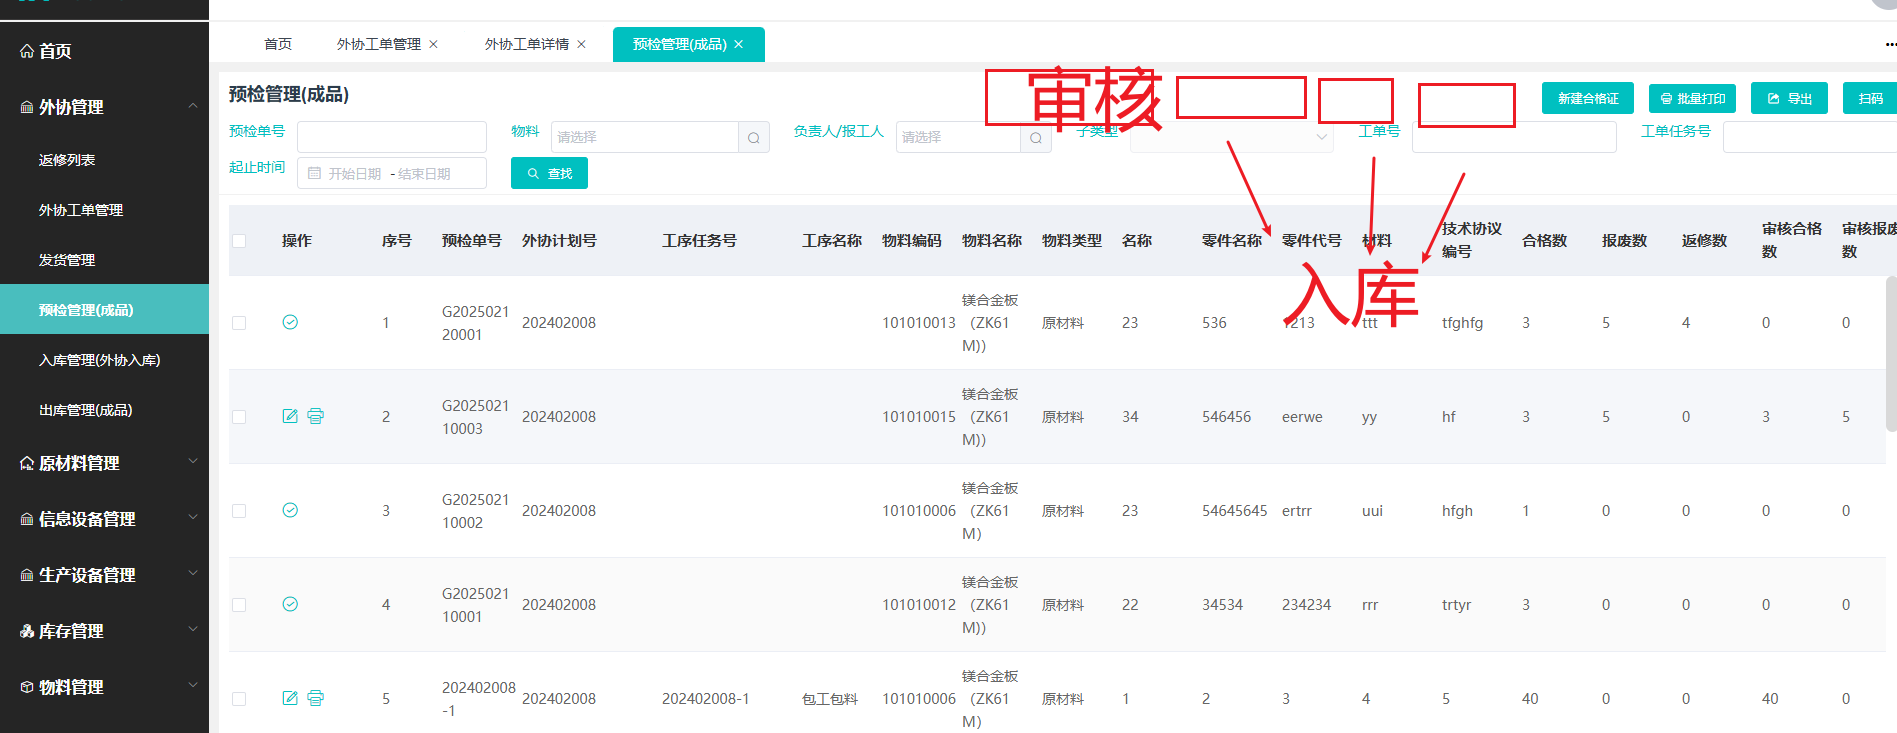 首页 外协工单管理 × 外协工单详情 × 预检管理(成品) ×
首页
外协管理
返修列表
外协工单管理
发货管理
预检管理(成品)
入库管理(外协入库)
出库管理(成品)
原材料管理
信息设备管理
生产设备管理
库存管理
物料管理
预检管理(成品) 审核 新建合格证 批量打印 导出 扫码
预检单号 物料 请选择 负责人/报工人 请选择 子类型 工单号 工单任务号
起止时间 开始日期 - 结束日期 查找
操作 序号 预检单号 外协计划号 工序任务号 工序名称 物料编码 物料名称 物料类型 名称 零件名称 零件代号 材料 技术协议编号 合格数 报废数 返修数 审核合格数 审核报废数
入库
1 G202502120001 202402008 101010013 镁合金板（ZK61M)） 原材料 23 536 1213 ttt tfghfg 3 5 4 0 0
2 G202502110003 202402008 101010015 镁合金板（ZK61M)） 原材料 34 546456 eerwe yy hf 3 5 0 3 5
3 G202502110002 202402008 101010006 镁合金板（ZK61M） 原材料 23 54645645 ertrr uui hfgh 1 0 0 0 0
4 G202502110001 202402008 101010012 镁合金板（ZK61M)） 原材料 22 34534 234234 rrr trtyr 3 0 0 0 0
5 202402008-1 202402008 202402008-1 包工包料 101010006 镁合金板（ZK61M） 原材料 1 2 3 4 5 40 0 0 40 0